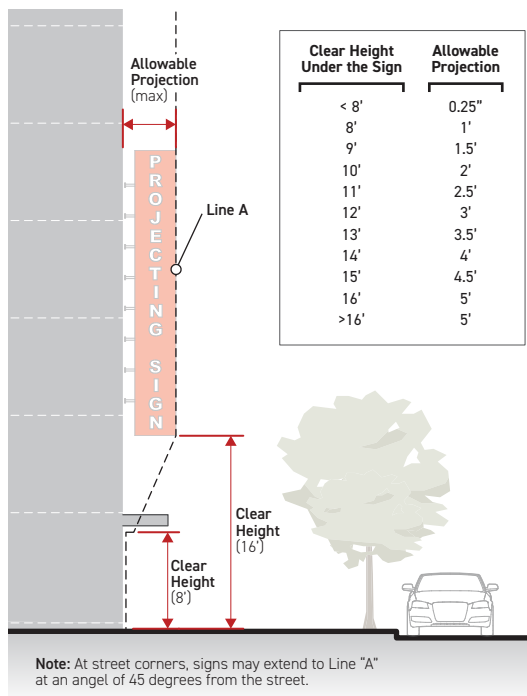 Allowable
Projection
(max)
PROJECTING SIGN
Line A
Clear Height
Under the Sign
Allowable
Projection
< 8' 0.25"
8' 1'
9' 1.5'
10' 2'
11' 2.5'
12' 3'
13' 3.5'
14' 4'
15' 4.5'
16' 5'
>16' 5'
Clear
Height
(16')
Clear
Height
(8')
Note: At street corners, signs may extend to Line "A"
at an angel of 45 degrees from the street.